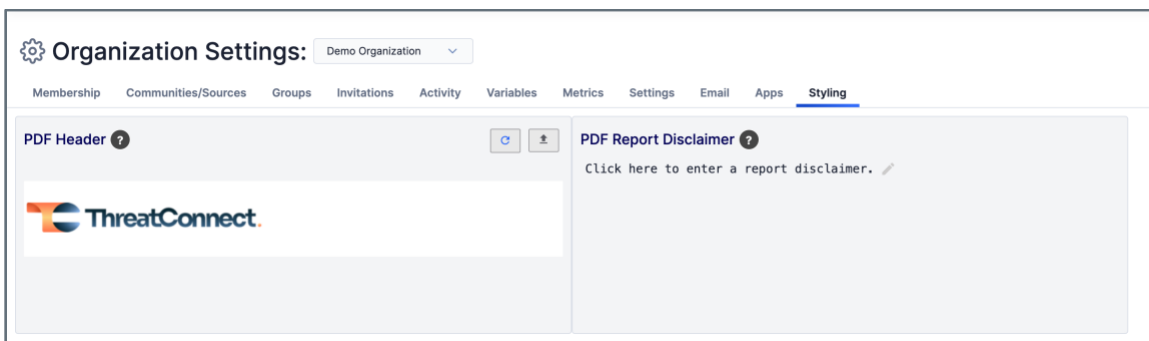 Organization Settings: Demo Organization
Membership Communities/Sources Groups Invitations Activity Variables Metrics Settings Email Apps Styling
PDF Header ?
PDF Report Disclaimer ?
Click here to enter a report disclaimer.
ThreatConnect.